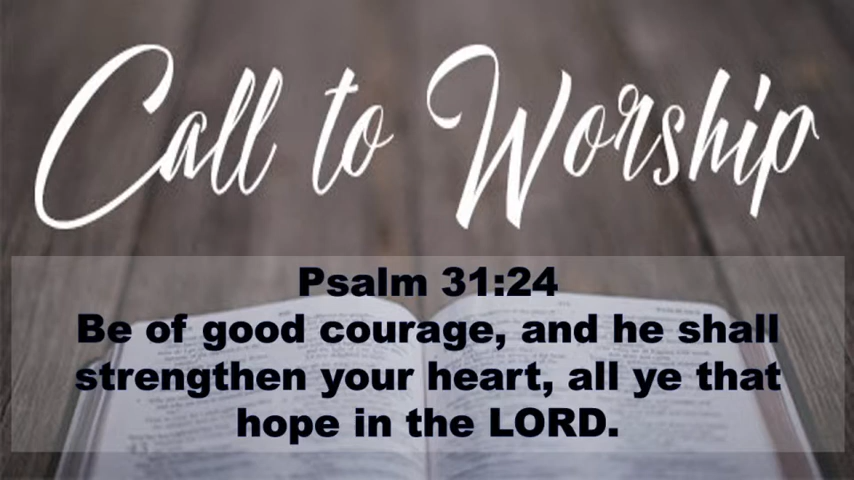 Call to Worship
Psalm 31:24
Be of good courage, and he shall
strengthen your heart, all ye that
hope in the LORD.